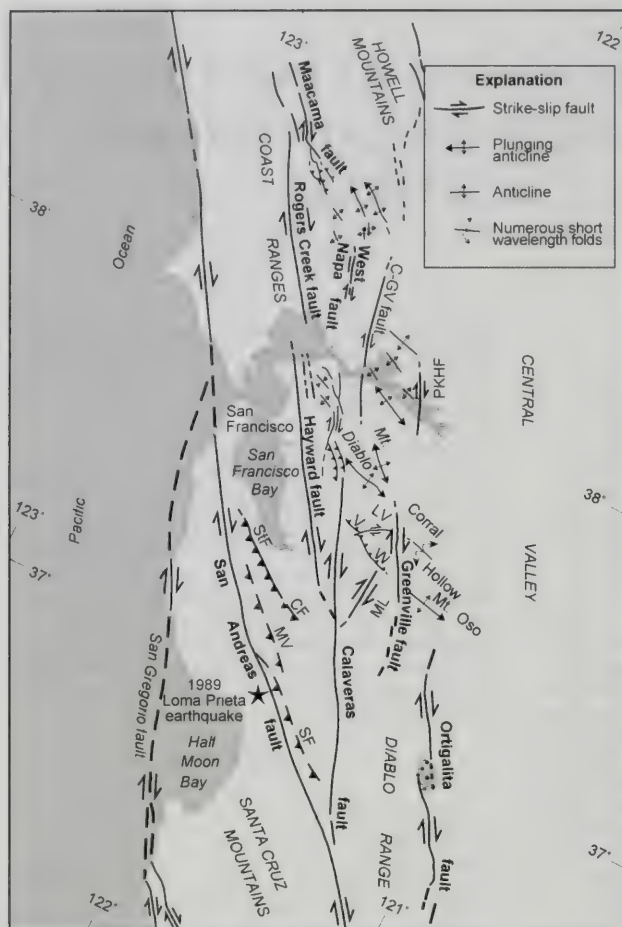 123°
122°
HOWELL
MOUNTAINS
Explanation
Strike-slip fault
Plunging
anticline
Anticline
Numerous short
wavelength folds
Maacama
fault
COAST
RANGES
38°
38°
Ocean
Rogers
Creek fault
West
Napa
fault
C-GV fault
CENTRAL
VALLEY
PKHF
San
Francisco
San
Francisco
Bay
Hayward fault
Mt.
Diablo
38°
123°
37°
Pacific
StF
CF
MV
SF
LV
V
W
ML
Corral
Hollow
Mt.
Oso
Greenville fault
San
Andreas
fault
Calaveras
fault
San Gregorio fault
1989
Loma Prieta
earthquake
Half
Moon
Bay
DIABLO
RANGE
Ortigalita
fault
SANTA CRUZ
MOUNTAINS
37°
122°
121°